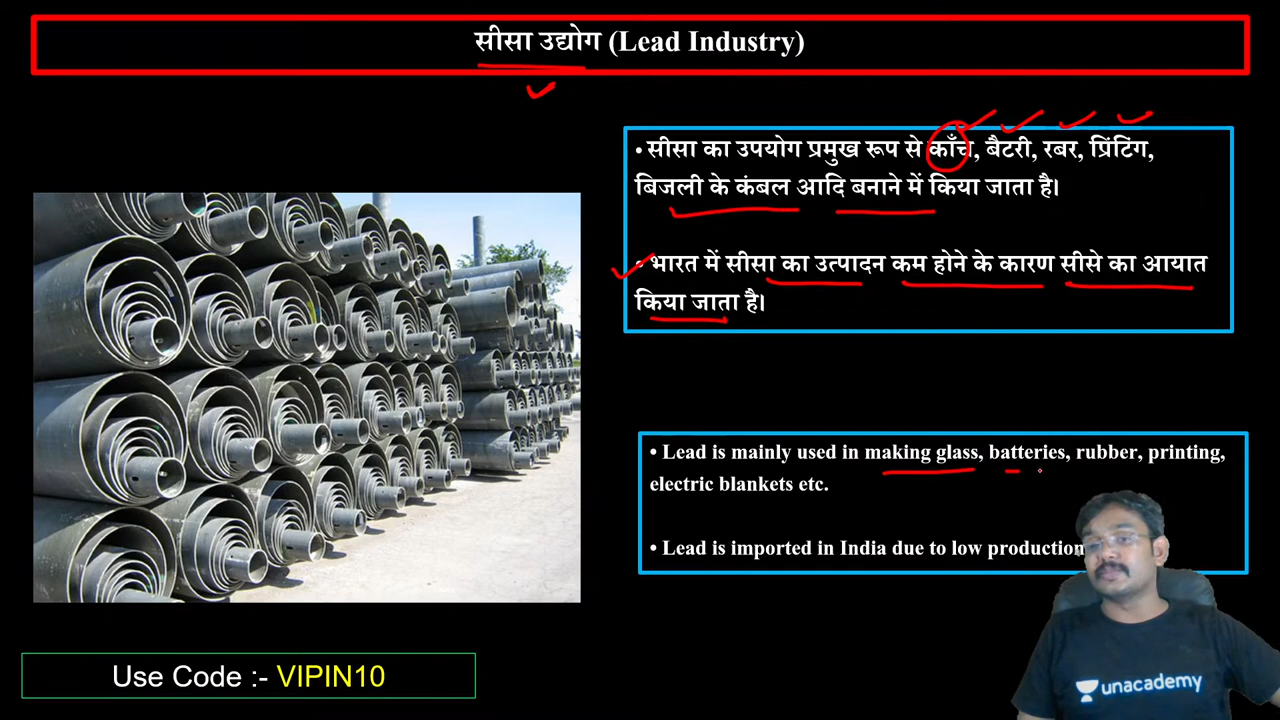 सीसा उद्योग (Lead Industry)
• सीसा का उपयोग प्रमुख रूप से काँच, बैटरी, रबर, प्रिंटिंग,
बिजली के कंबल आदि बनाने में किया जाता है।
• भारत में सीसा का उत्पादन कम होने के कारण सीसे का आयात
किया जाता है।
• Lead is mainly used in making glass, batteries, rubber, printing,
electric blankets etc.
• Lead is imported in India due to low production
Use Code :- VIPIN10
unacademy